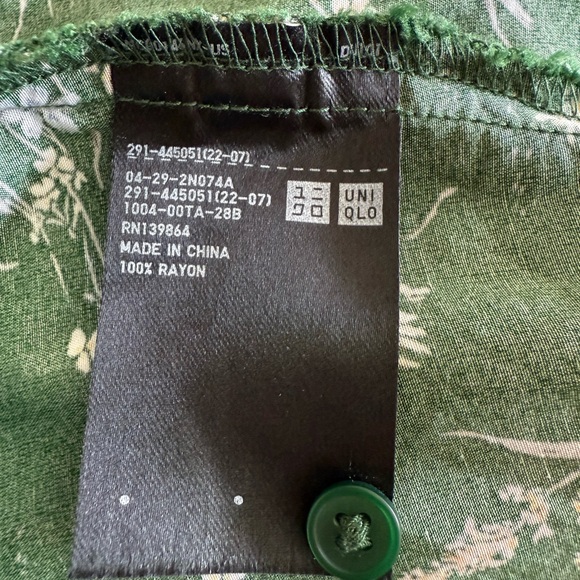 291-445051(22-07)
04-29-2N074A
291-445051(22-07)
1004-00TA-28B
RN139864
MADE IN CHINA
100% RAYON
ユニ
クロ
UNI
QLO